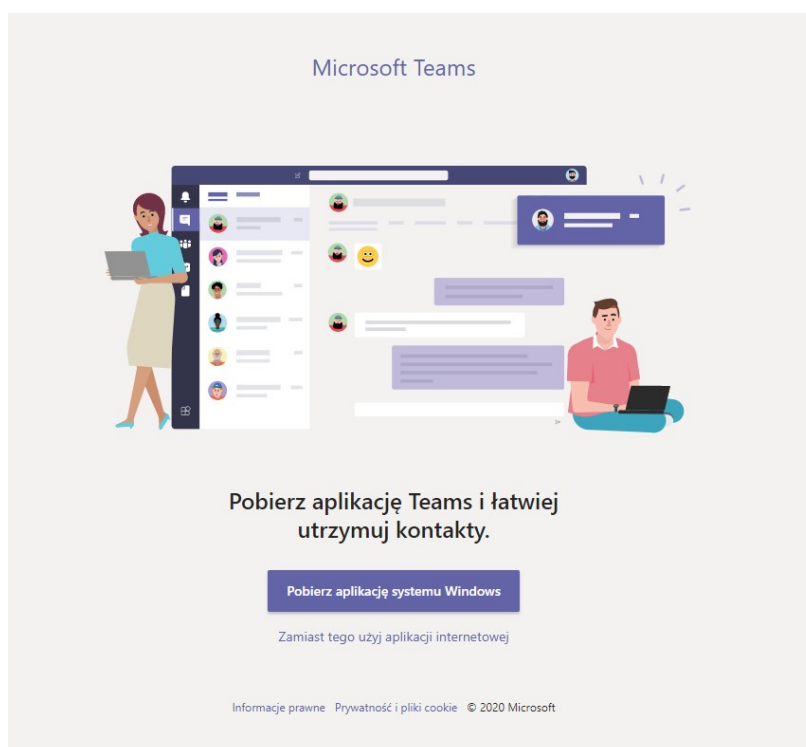 Microsoft Teams
Pobierz aplikację Teams i łatwiej
utrzymuj kontakty.
Pobierz aplikację systemu Windows
Zamiast tego użyj aplikacji internetowej
Informacje prawne Prywatność i pliki cookie © 2020 Microsoft